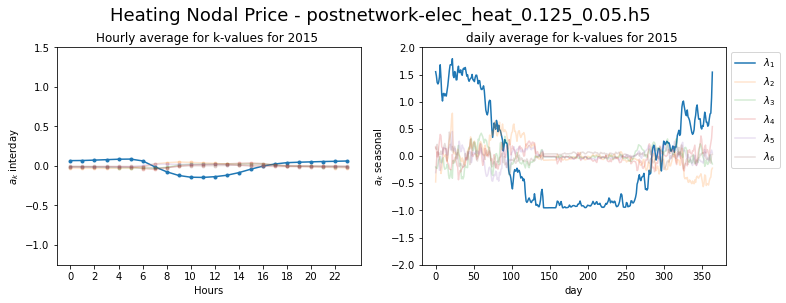 Heating Nodal Price - postnetwork-elec_heat_0.125_0.05.h5
Hourly average for k-values for 2015
daily average for k-values for 2015
1.5
1.0
0.5
0.0
−0.5
−1.0
a_k interday
0 2 4 6 8 10 12 14 16 18 20 22
Hours
2.0
1.5
1.0
0.5
0.0
−0.5
−1.0
−1.5
−2.0
a_k seasonal
0 50 100 150 200 250 300 350
day
λ₁
λ₂
λ₃
λ₄
λ₅
λ₆